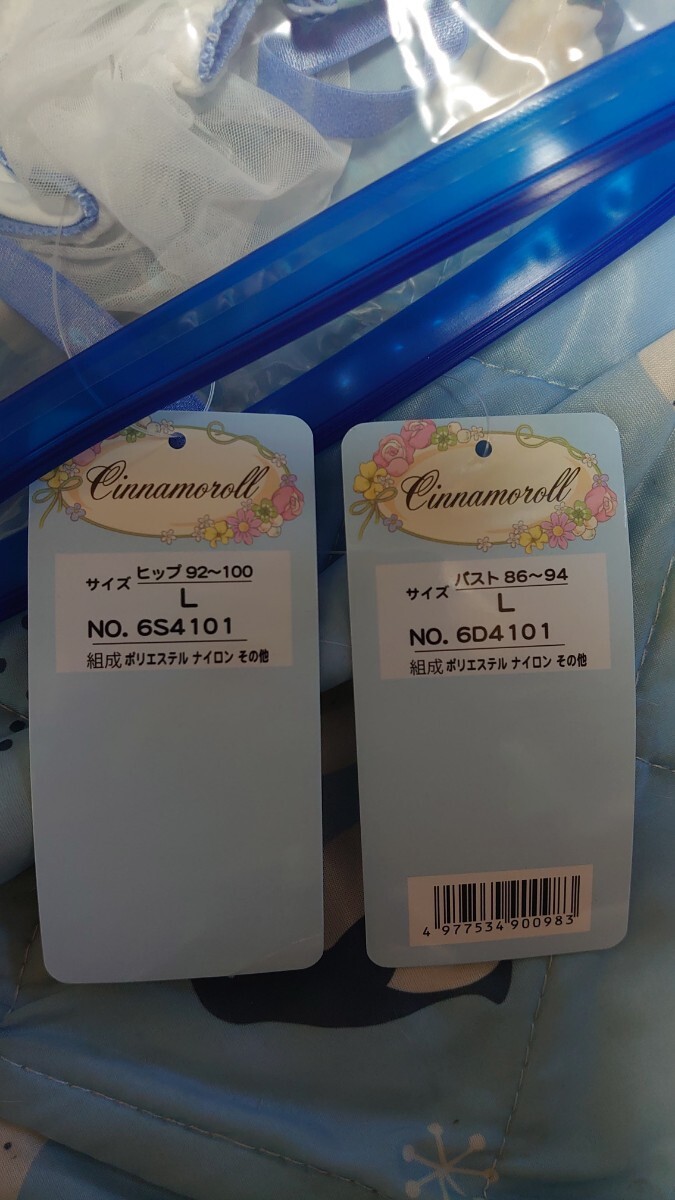 Cinnamoroll
サイズ ヒップ 92～100
L
NO. 6S4101
組成 ポリエステル ナイロン その他
Cinnamoroll
サイズ バスト 86～94
L
NO. 6D4101
組成 ポリエステル ナイロン その他
4 977534 900983